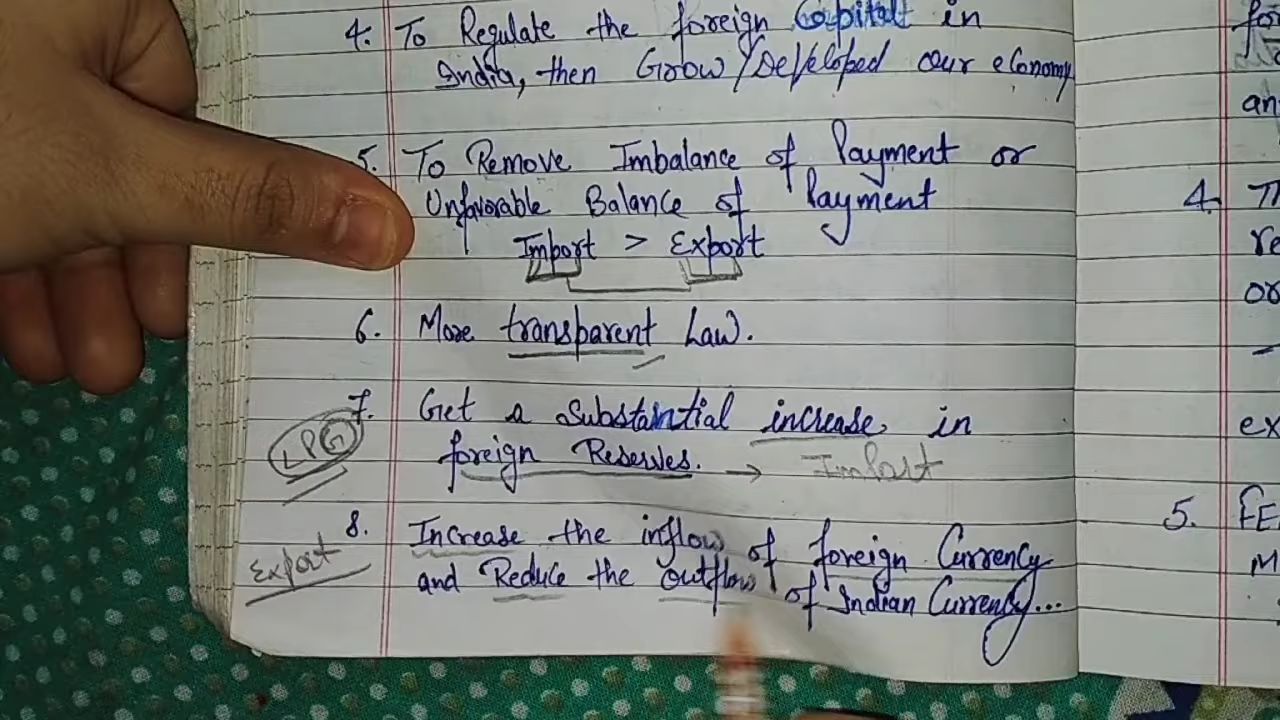 4. To Regulate the foreign Capital in
India, then Grow/Developed our economy
5. To Remove Imbalance of Payment or
Unfavorable Balance of Payment
Import > Export
6. More transparent Law.
7. Get a Substantial increase in
LPG
foreign Reserves. → Import
8. Increase the inflow of foreign Currency
Export
and Reduce the outflow of Indian Currency...
an
4.
re
or
ex
5. FE
M